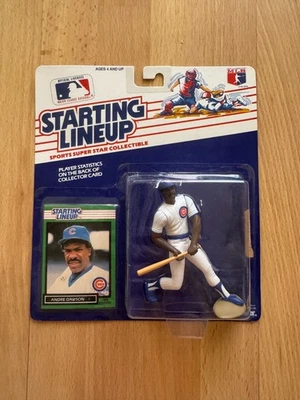 AGES 4 AND UP
MLB
STARTING
LINEUP
SPORTS SUPER STAR COLLECTIBLE
PLAYER STATISTICS
ON THE BACK OF
COLLECTOR CARD
STARTING
LINEUP
C
ANDRE DAWSON